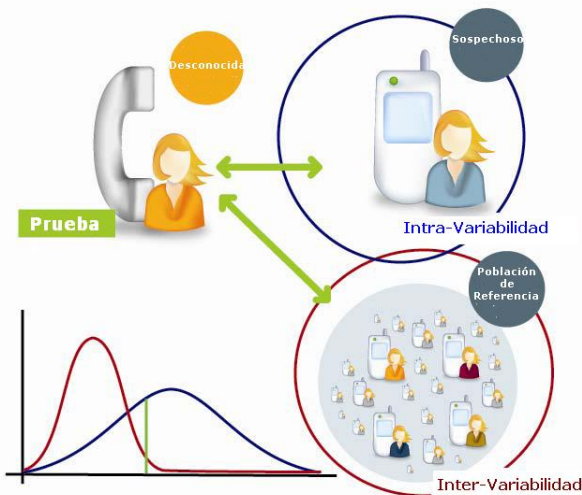 Desconocida
Sospechoso
Prueba
Intra-Variabilidad
Población
de
Referencia
Inter-Variabilidad